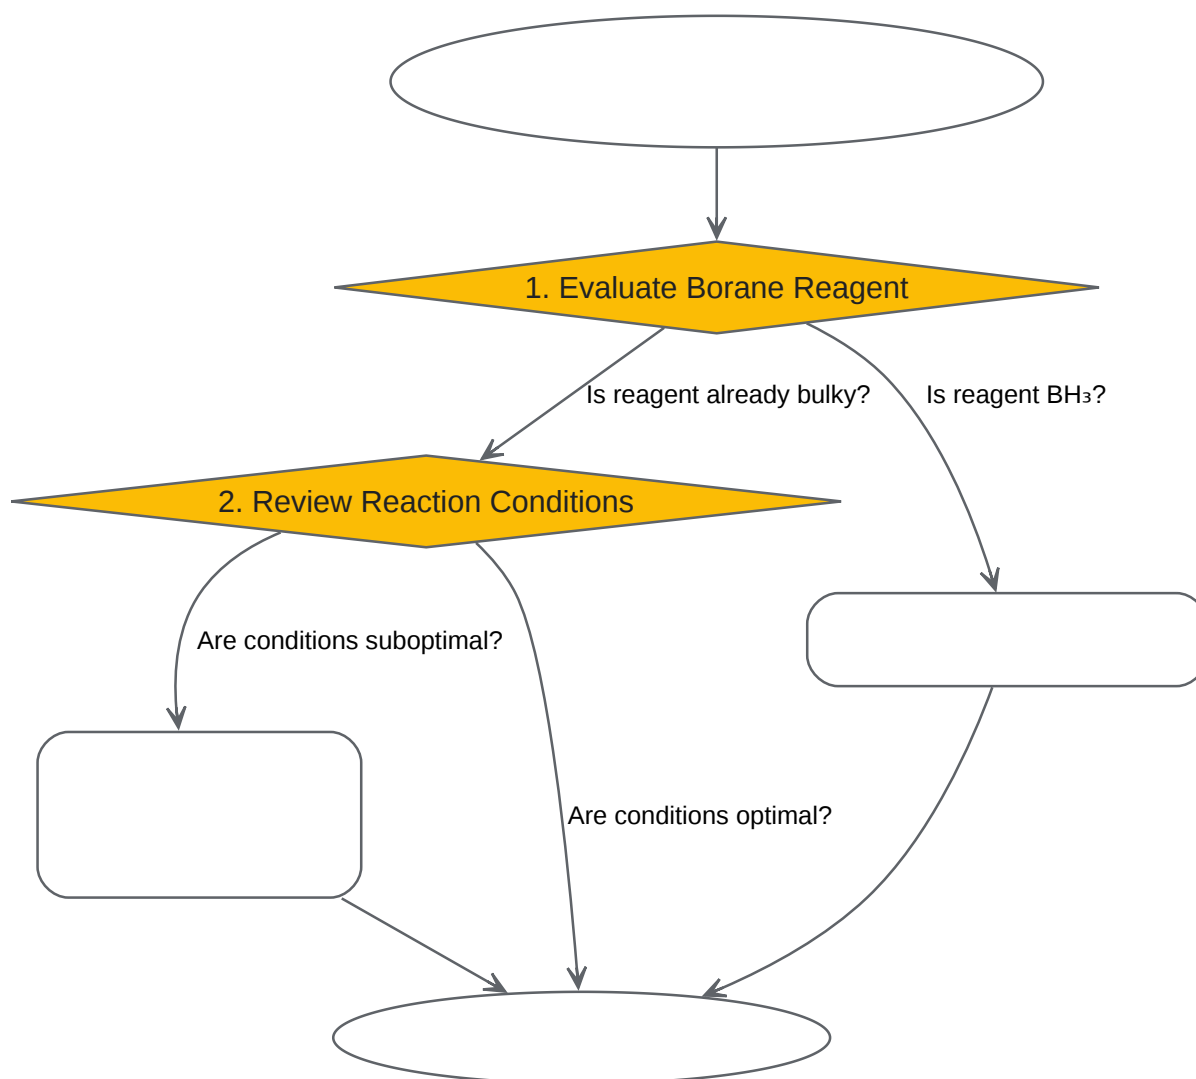 1. Evaluate Borane Reagent
Is reagent already bulky?
Is reagent BH₃?
2. Review Reaction Conditions
Are conditions suboptimal?
Are conditions optimal?